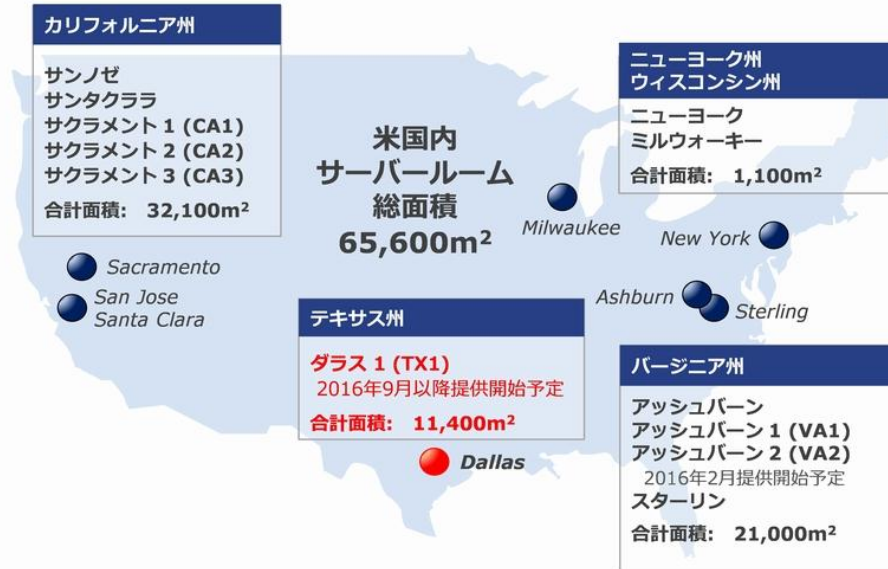 カリフォルニア州
サンノゼ
サンタクララ
サクラメント 1 (CA1)
サクラメント 2 (CA2)
サクラメント 3 (CA3)
合計面積: 32,100m²
米国内
サーバールーム
総面積
65,600m²
ニューヨーク州
ウィスコンシン州
ニューヨーク
ミルウォーキー
合計面積: 1,100m²
Milwaukee
New York
Sacramento
San Jose
Santa Clara
Ashburn
Sterling
テキサス州
ダラス 1 (TX1)
2016年9月以降提供開始予定
合計面積: 11,400m²
Dallas
バージニア州
アッシュバーン
アッシュバーン 1 (VA1)
アッシュバーン 2 (VA2)
2016年2月提供開始予定
スターリン
合計面積: 21,000m²